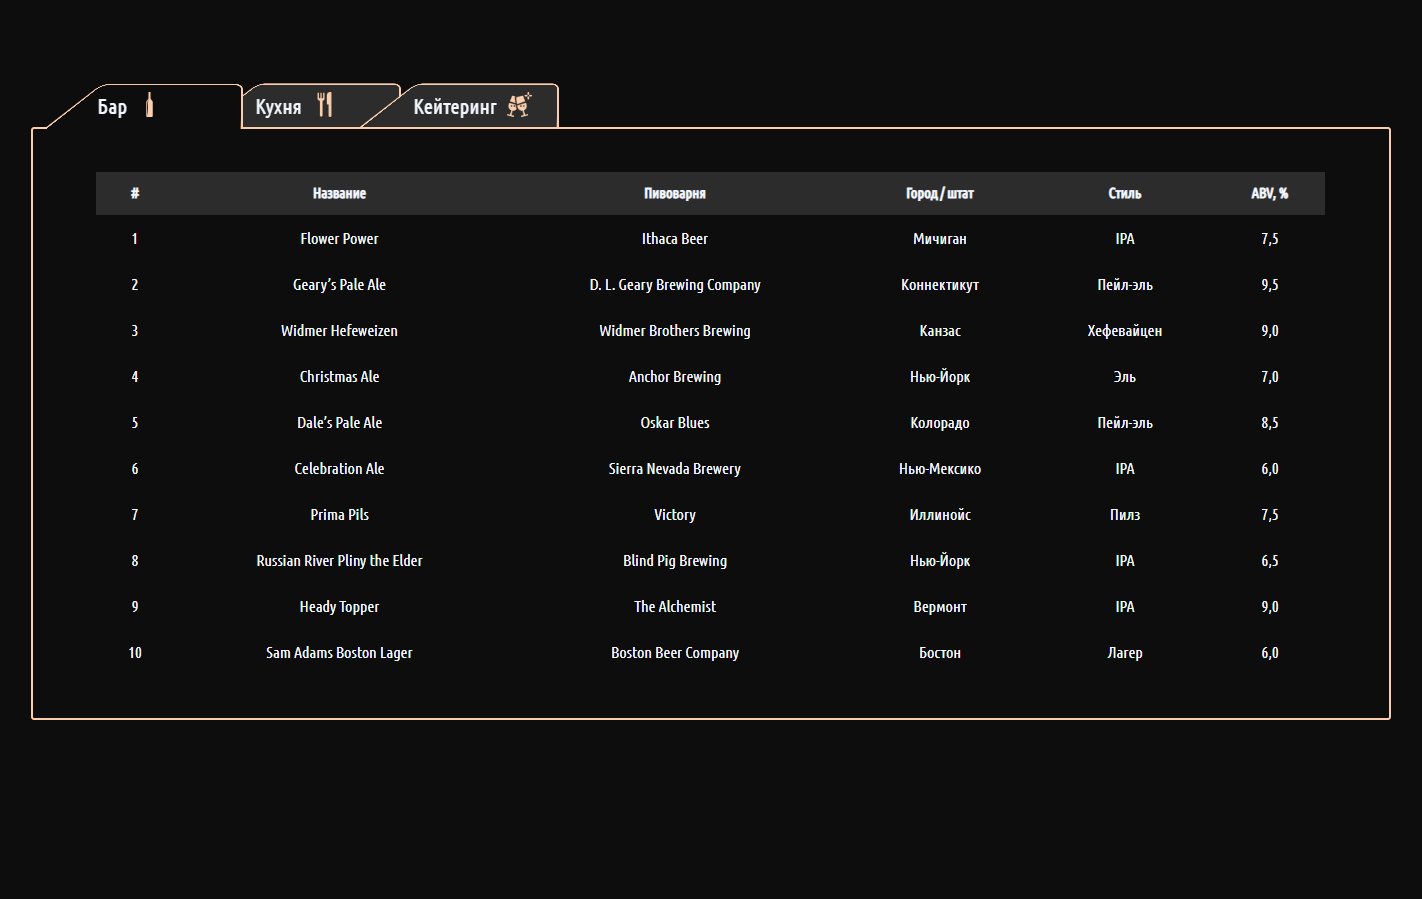 Бар Кухня Кейтеринг
# Название Пивоварня Город / штат Стиль ABV, %
1 Flower Power Ithaca Beer Мичиган IPA 7,5
2 Geary’s Pale Ale D. L. Geary Brewing Company Коннектикут Пейл-эль 9,5
3 Widmer Hefeweizen Widmer Brothers Brewing Канзас Хефевайцен 9,0
4 Christmas Ale Anchor Brewing Нью-Йорк Эль 7,0
5 Dale’s Pale Ale Oskar Blues Колорадо Пейл-эль 8,5
6 Celebration Ale Sierra Nevada Brewery Нью-Мексико IPA 6,0
7 Prima Pils Victory Иллинойс Пилз 7,5
8 Russian River Pliny the Elder Blind Pig Brewing Нью-Йорк IPA 6,5
9 Heady Topper The Alchemist Вермонт IPA 9,0
10 Sam Adams Boston Lager Boston Beer Company Бостон Лагер 6,0